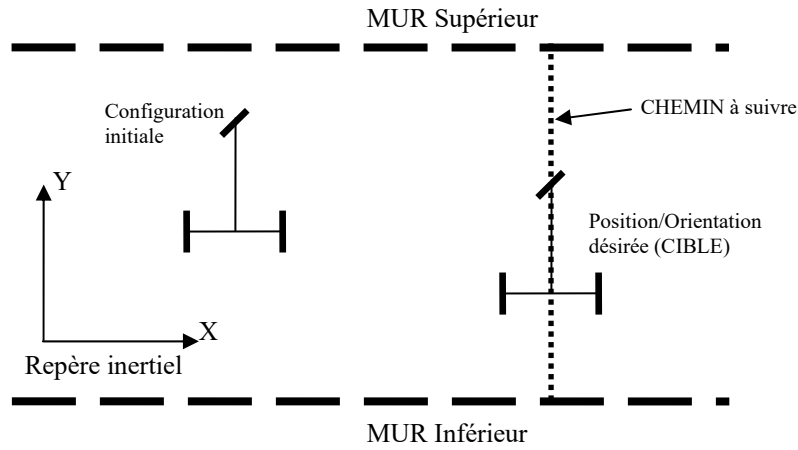 MUR Supérieur
Configuration
initiale
CHEMIN à suivre
Y
Position/Orientation
désirée (CIBLE)
X
Repère inertiel
MUR Inférieur